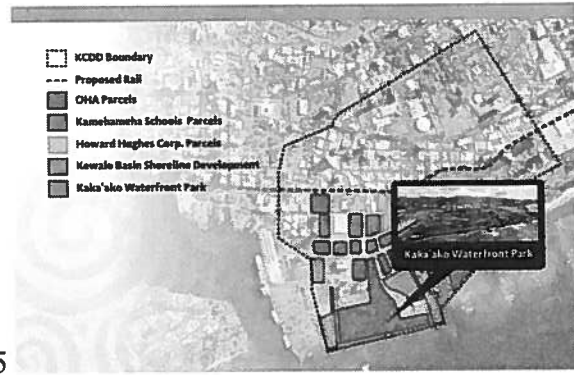 KCDD Boundary
Proposed Rail
OHA Parcels
Kamehameha Schools Parcels
Howard Hughes Corp. Parcels
Kewalo Basin Shoreline Development
Kaka'ako Waterfront Park
Kaka'ako Waterfront Park
5